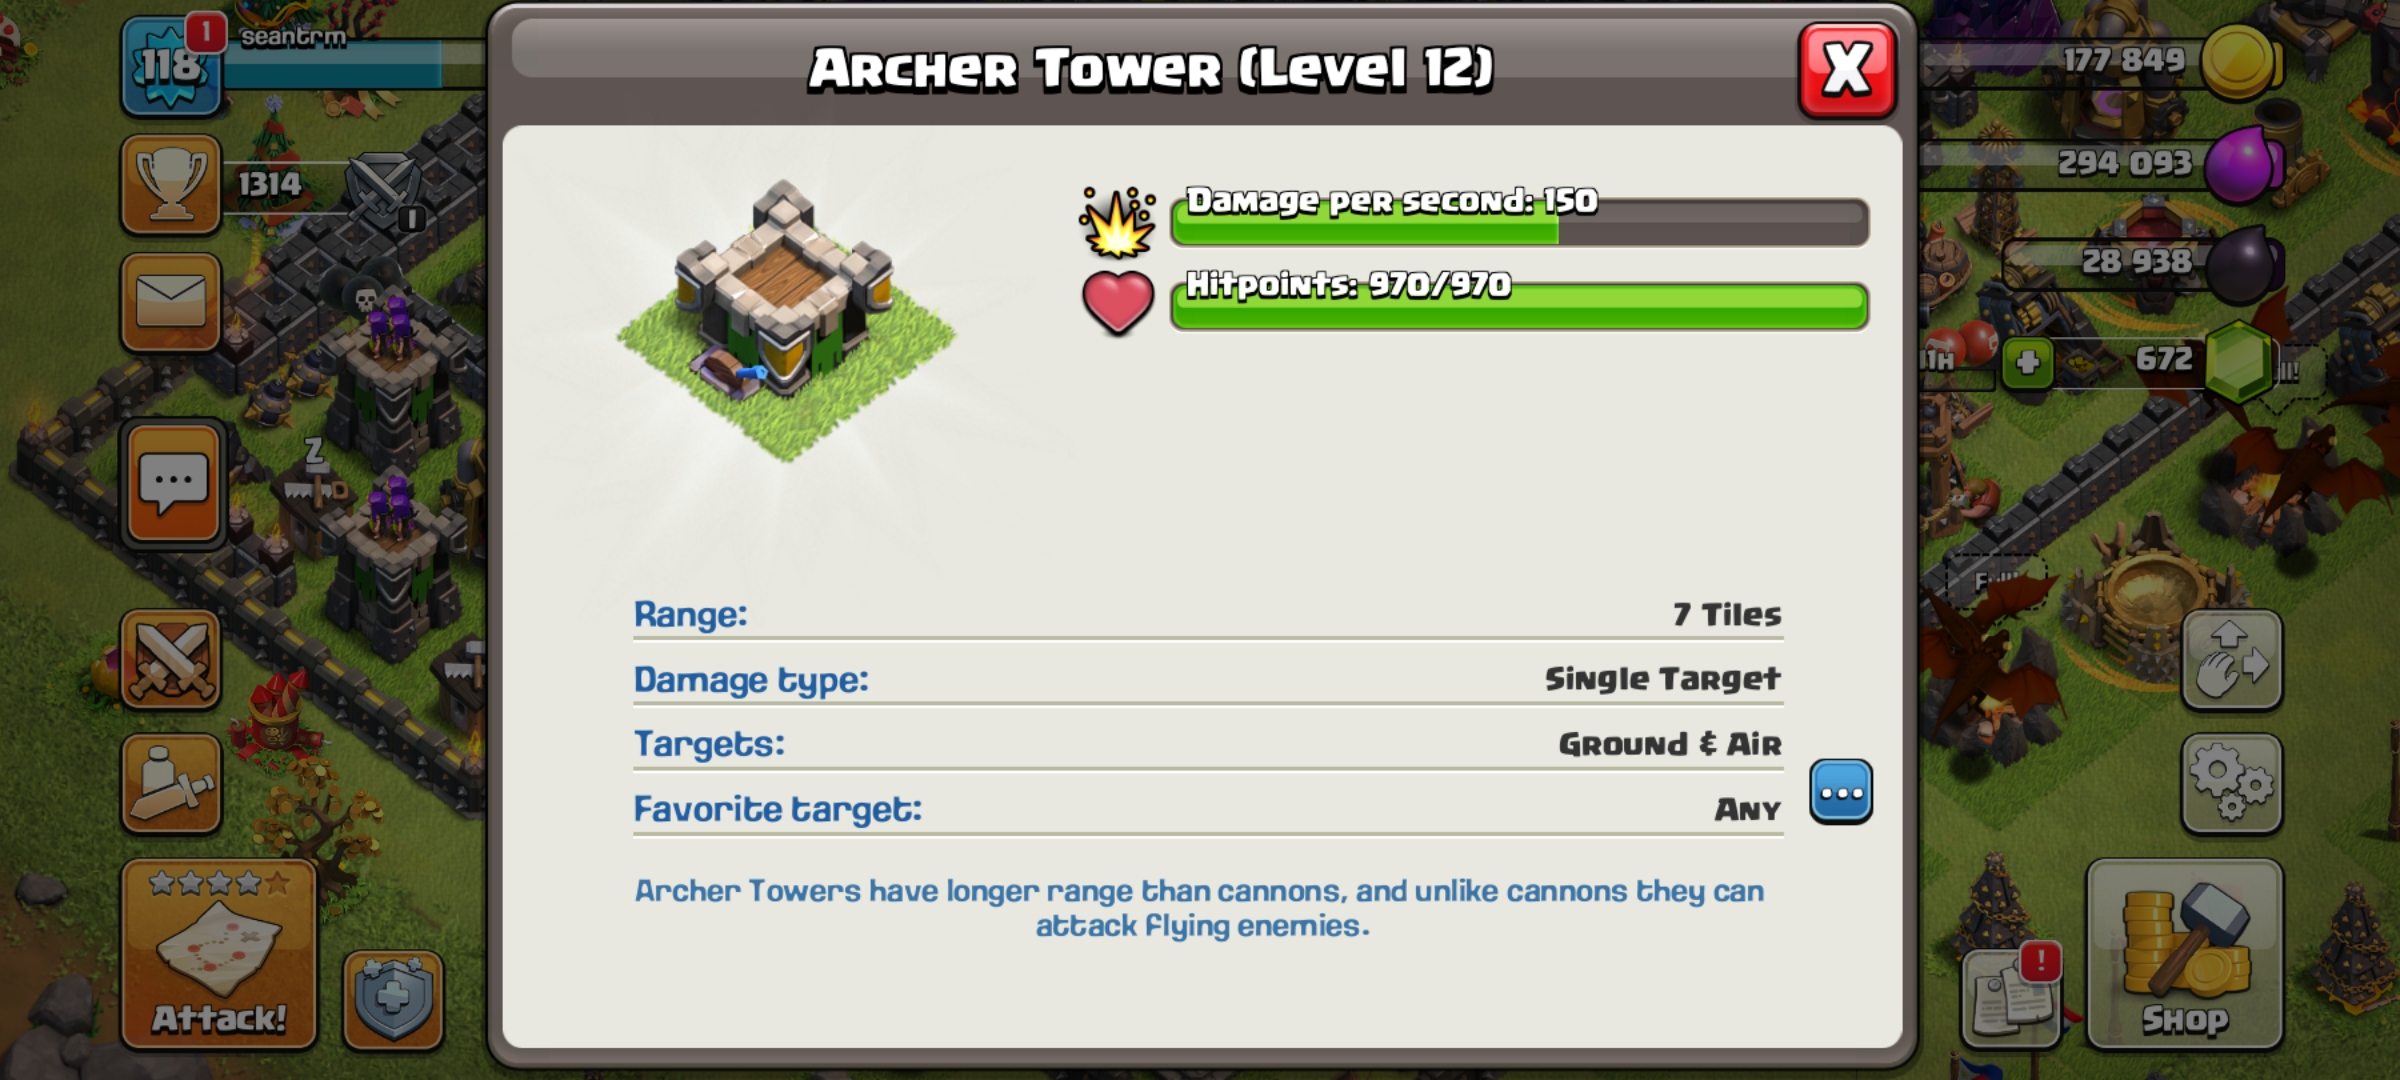 118
1
seantrm
1314
I
Z
Attack!
Archer Tower (Level 12)
X
Damage per second: 150
Hitpoints: 970/970
Range: 7 Tiles
Damage type: Single Target
Targets: Ground & Air
Favorite target: Any
Archer Towers have longer range than cannons, and unlike cannons they can
attack flying enemies.
177 849
294 093
28 938
672
!
Shop